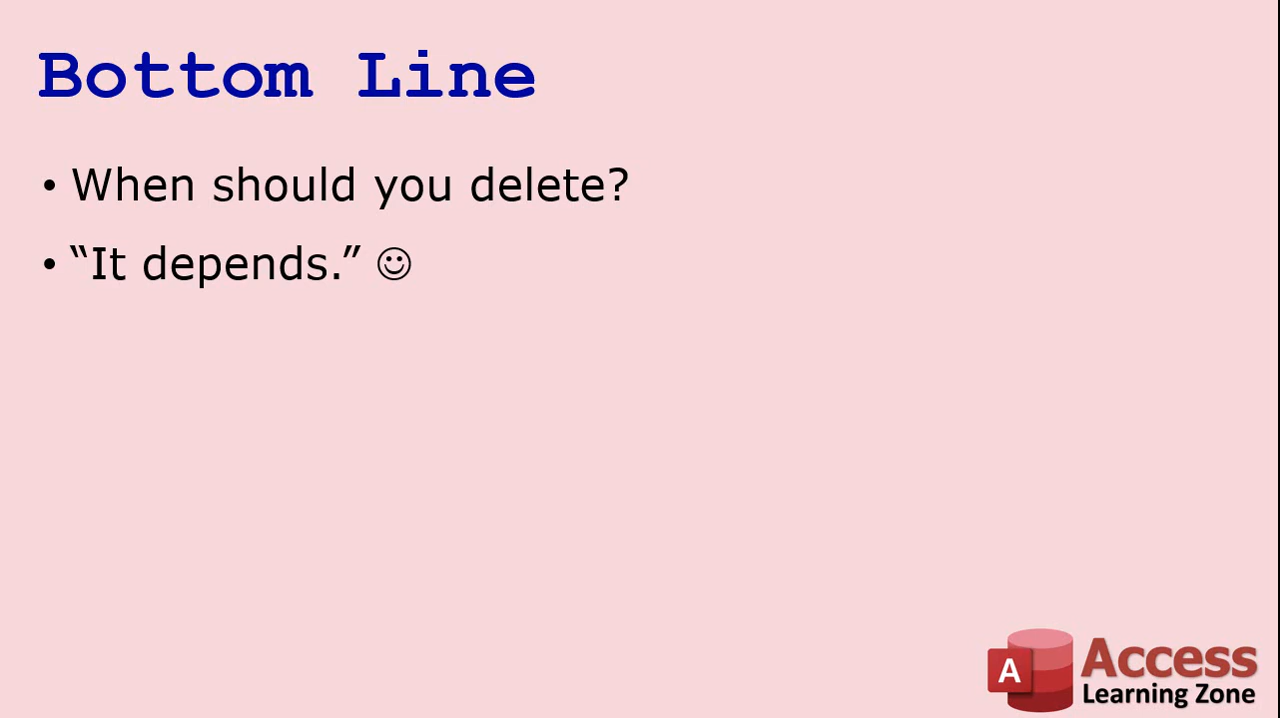 Bottom Line
• When should you delete?
• “It depends.” ☺
A
Access
Learning Zone